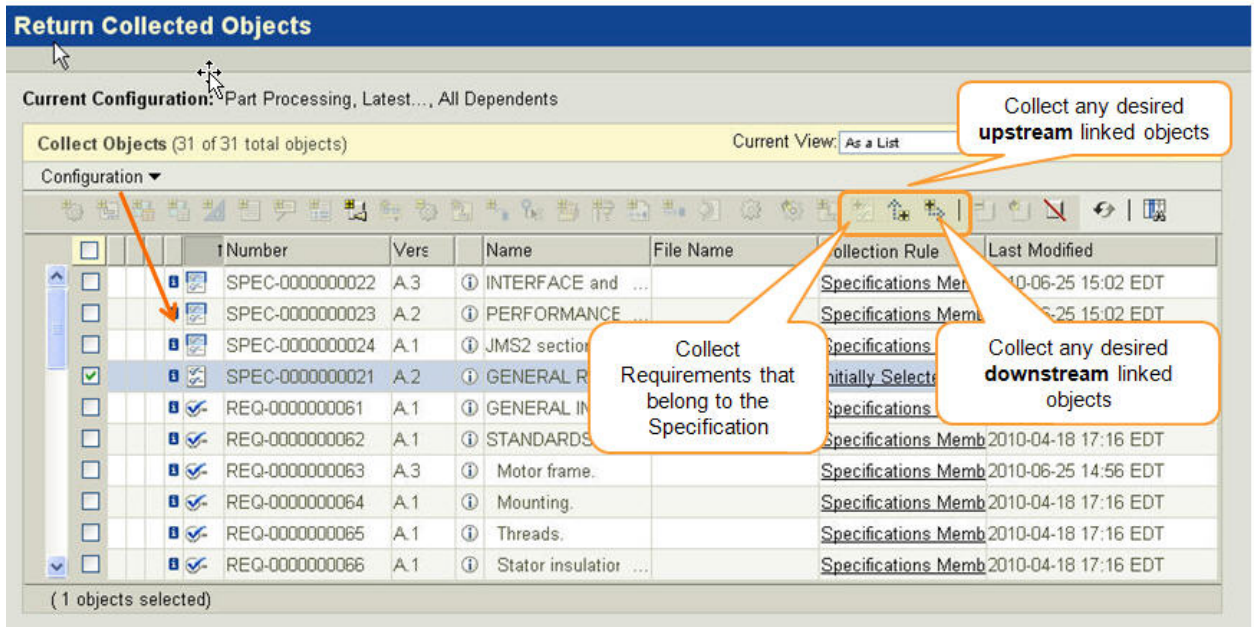 Return Collected Objects
Current Configuration: Part Processing, Latest..., All Dependents
Collect any desired
upstream linked objects
Collect Objects (31 of 31 total objects)
Current View: As a List
Configuration
Number Vers Name File Name ollection Rule Last Modified
SPEC-0000000022 A.3 INTERFACE and ... Specifications Mem 0-06-25 15:02 EDT
SPEC-0000000023 A.2 PERFORMANCE ... Specifications Memb -25 15:02 EDT
SPEC-0000000024 A.1 JMS2 section Specifications
SPEC-0000000021 A.2 GENERAL R nitially Selecte
REQ-0000000061 A.1 GENERAL IN Specifications
REQ-0000000062 A.1 STANDARDS Specifications Memb 2010-04-18 17:16 EDT
REQ-0000000063 A.3 Motor frame. Specifications Memb 2010-06-25 14:56 EDT
REQ-0000000064 A.1 Mounting. Specifications Memb 2010-04-18 17:16 EDT
REQ-0000000065 A.1 Threads. Specifications Memb 2010-04-18 17:16 EDT
REQ-0000000066 A.1 Stator insulatior ... Specifications Memb 2010-04-18 17:16 EDT
Collect
Requirements that
belong to the
Specification
Collect any desired
downstream linked
objects
(1 objects selected)